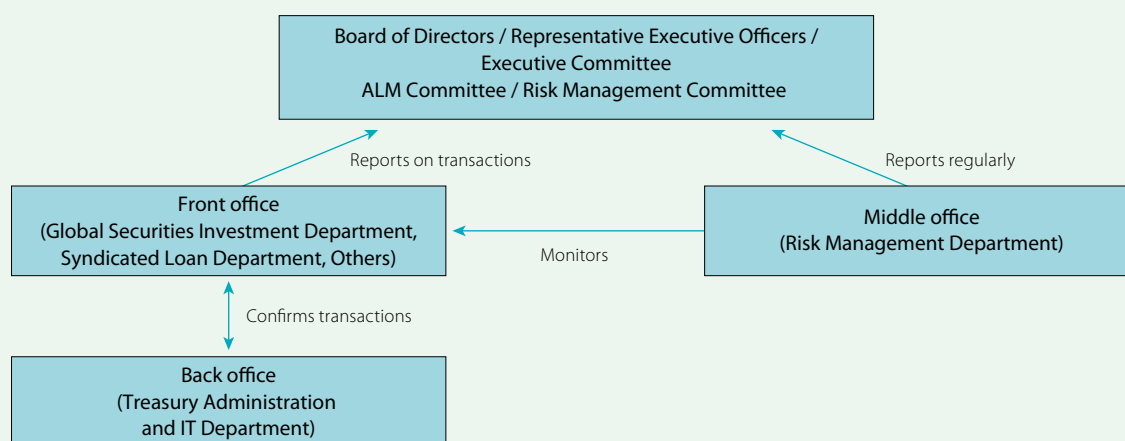 Board of Directors / Representative Executive Officers /
Executive Committee
ALM Committee / Risk Management Committee
Reports on transactions
Reports regularly
Front office
(Global Securities Investment Department,
Syndicated Loan Department, Others)
Monitors
Middle office
(Risk Management Department)
Confirms transactions
Back office
(Treasury Administration
and IT Department)